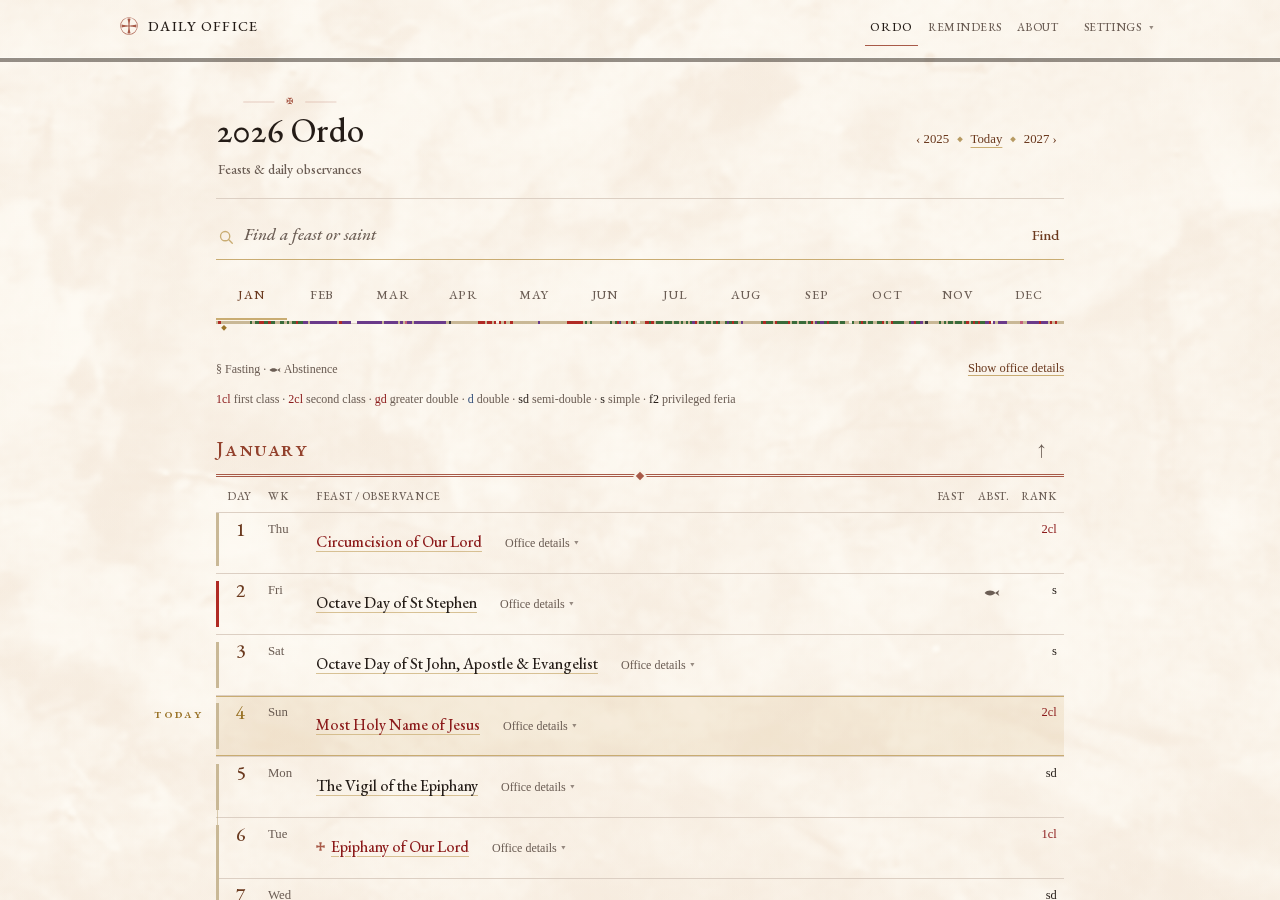 DAILY OFFICE
ORDO REMINDERS ABOUT SETTINGS ▾
2026 Ordo
‹ 2025 ◆ Today ◆ 2027 ›
Feasts & daily observances
Find a feast or saint Find
JAN FEB MAR APR MAY JUN JUL AUG SEP OCT NOV DEC
§ Fasting · Abstinence Show office details
1cl first class · 2cl second class · gd greater double · d double · sd semi-double · s simple · f2 privileged feria
January ↑
DAY WK FEAST / OBSERVANCE FAST ABST. RANK
1 Thu Circumcision of Our Lord Office details ▾ 2cl
2 Fri Octave Day of St Stephen Office details ▾ s
3 Sat Octave Day of St John, Apostle & Evangelist Office details ▾ s
TODAY 4 Sun Most Holy Name of Jesus Office details ▾ 2cl
5 Mon The Vigil of the Epiphany Office details ▾ sd
6 Tue ✠ Epiphany of Our Lord Office details ▾ 1cl
7 Wed sd